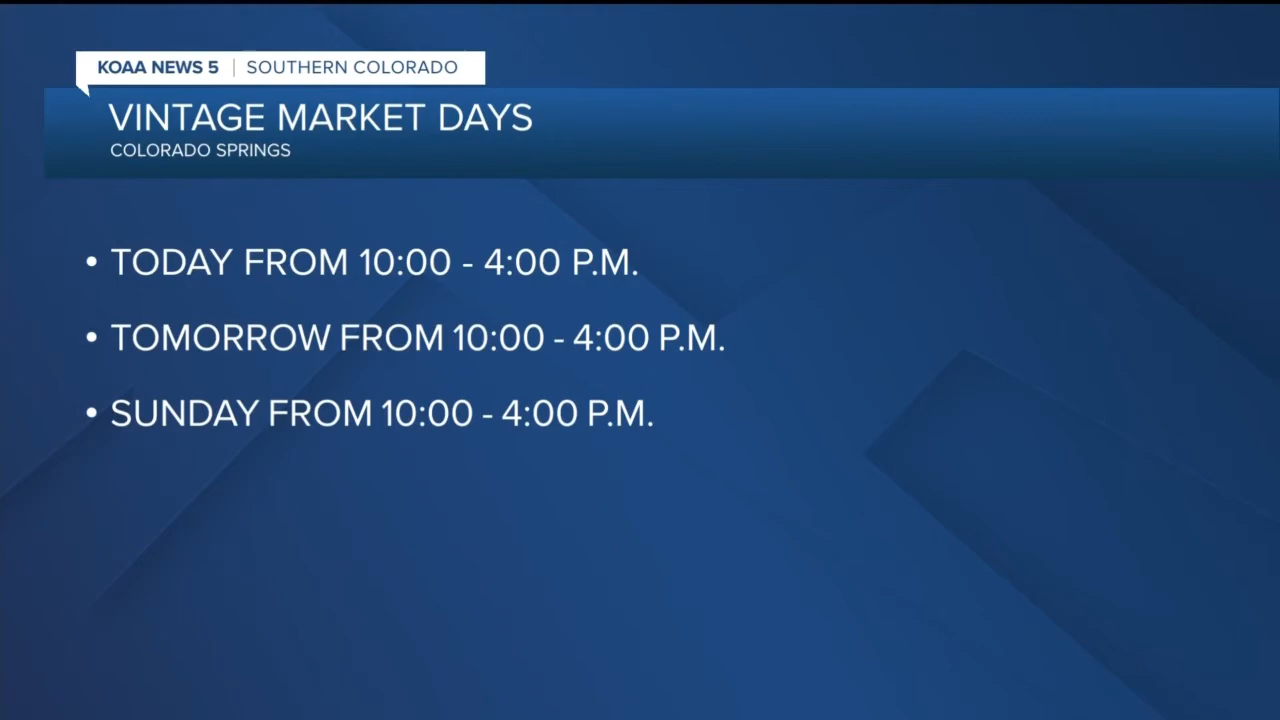 KOAA NEWS 5 | SOUTHERN COLORADO
VINTAGE MARKET DAYS
COLORADO SPRINGS
• TODAY FROM 10:00 - 4:00 P.M.
• TOMORROW FROM 10:00 - 4:00 P.M.
• SUNDAY FROM 10:00 - 4:00 P.M.